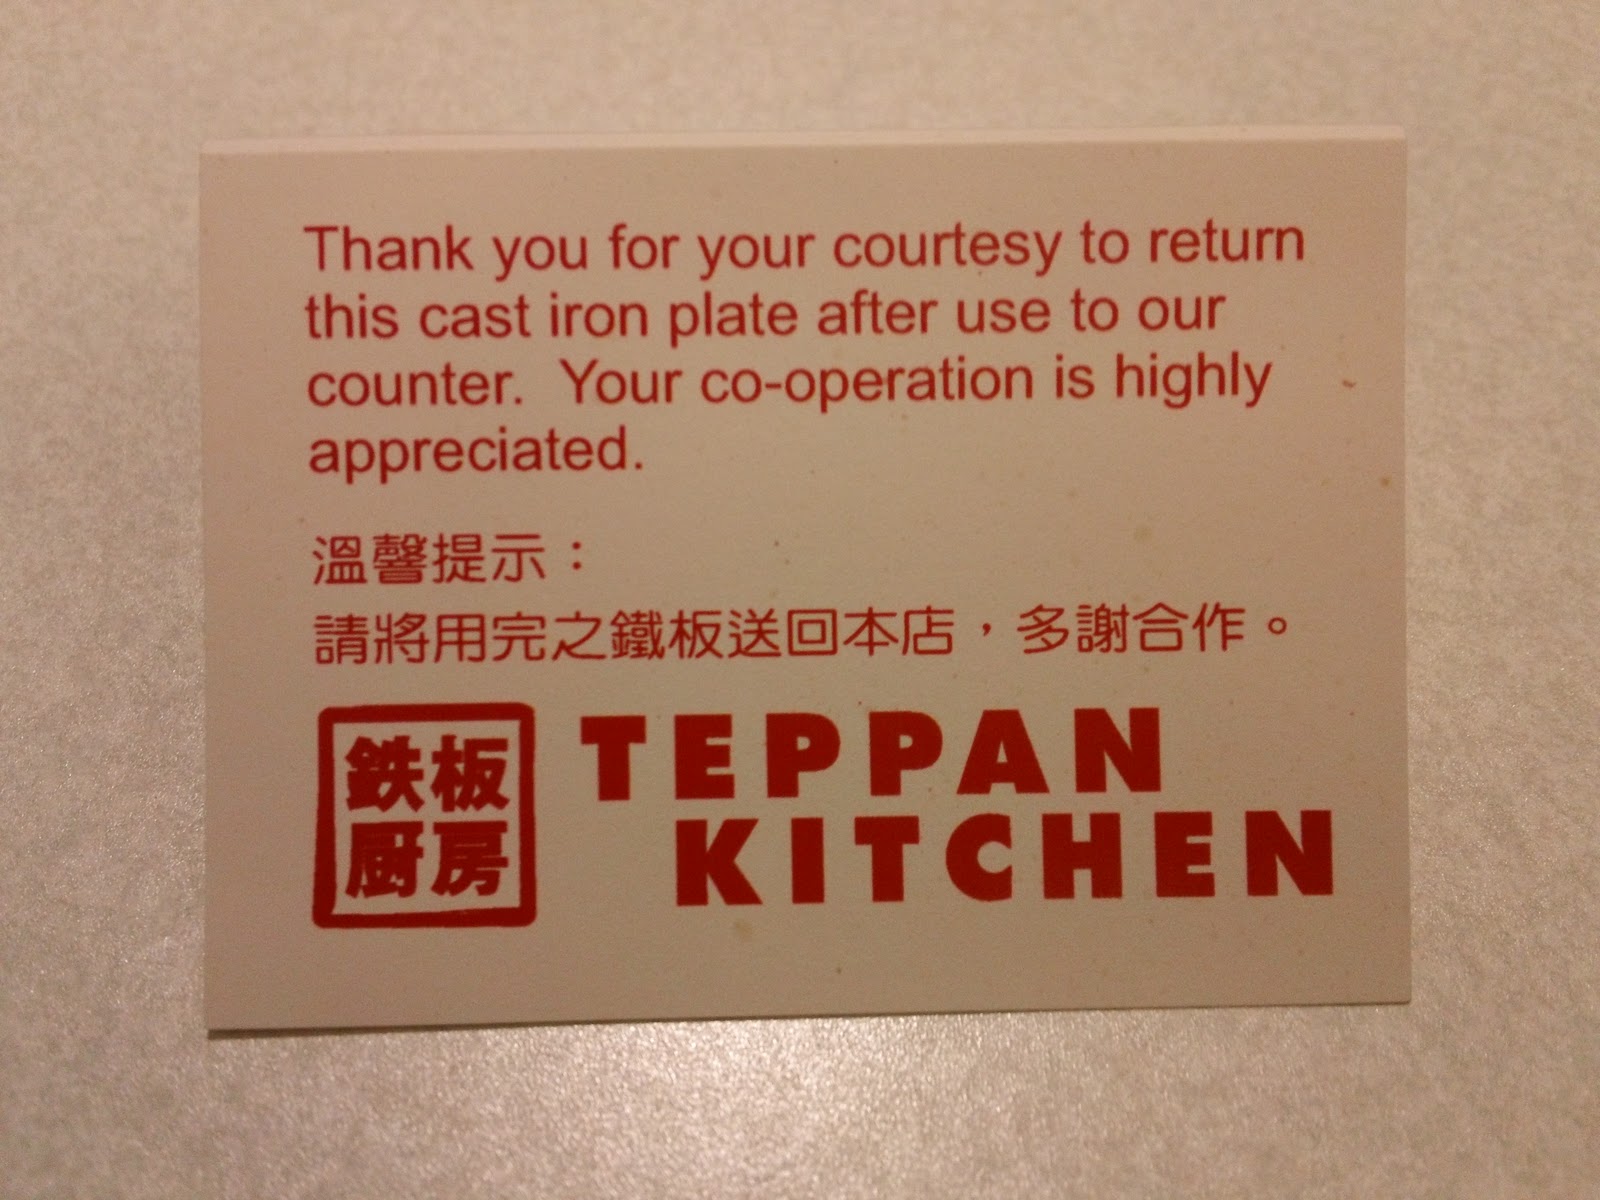 Thank you for your courtesy to return
this cast iron plate after use to our
counter.  Your co-operation is highly
appreciated.
溫馨提示：
請將用完之鐵板送回本店，多謝合作。
鉄板
厨房
TEPPAN
KITCHEN